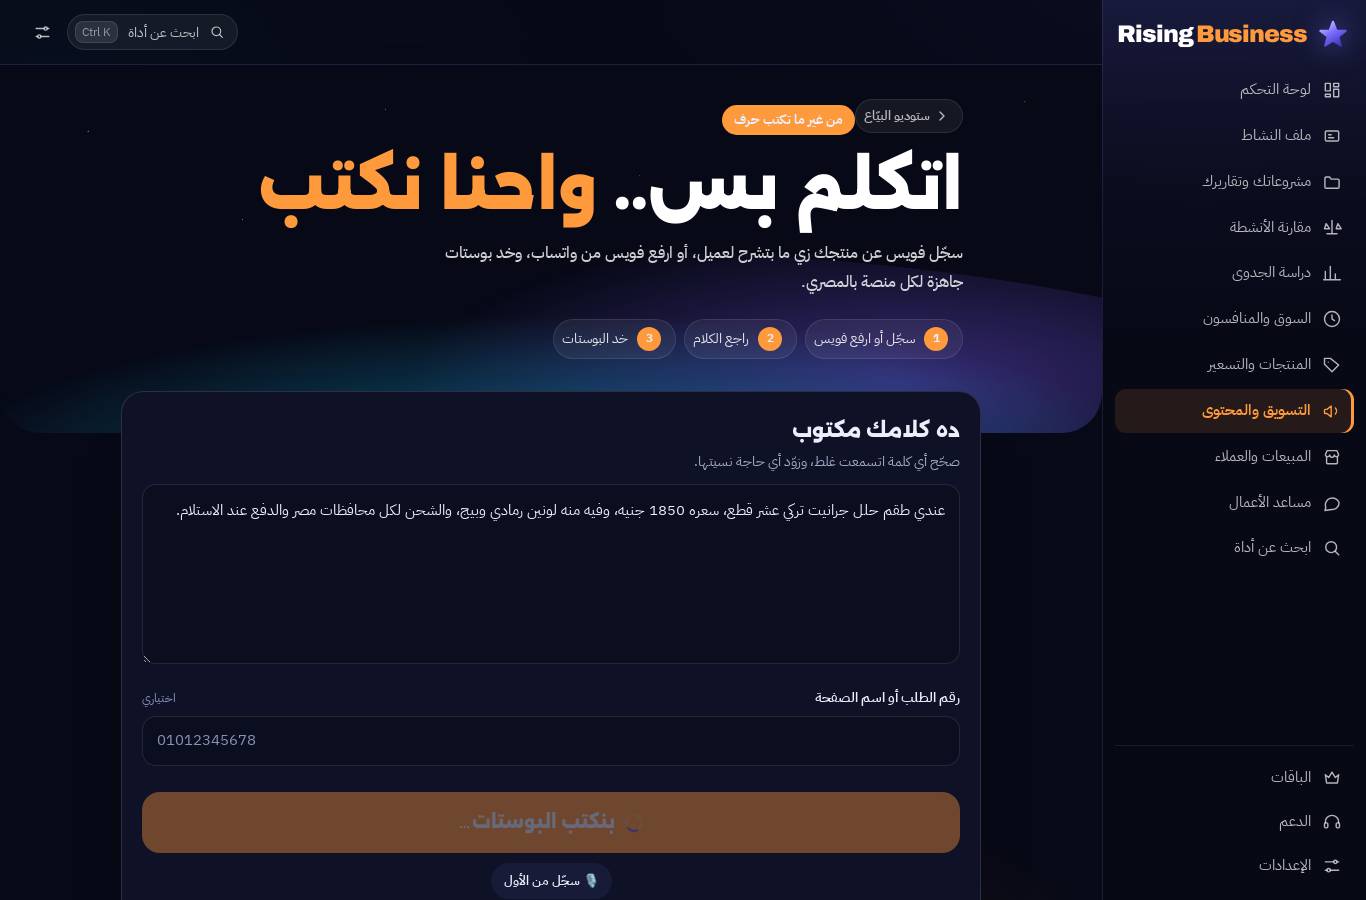 Rising Business
لوحة التحكم
ملف النشاط
مشروعاتك وتقاريرك
مقارنة الأنشطة
دراسة الجدوى
السوق والمنافسون
المنتجات والتسعير
التسويق والمحتوى
المبيعات والعملاء
مساعد الأعمال
ابحث عن أداة
الباقات
الدعم
الإعدادات
ابحث عن أداة Ctrl K
ستوديو البيّاع
من غير ما تكتب حرف
اتكلم بس.. واحنا نكتب
سجّل فويس عن منتجك زي ما بتشرح لعميل، أو ارفع فويس من واتساب، وخد بوستات
جاهزة لكل منصة بالمصري.
1 سجّل أو ارفع فويس
2 راجع الكلام
3 خد البوستات
ده كلامك مكتوب
صحّح أي كلمة اتسمعت غلط، وزوّد أي حاجة نسيتها.
عندي طقم حلل جرانيت تركي عشر قطع، سعره 1850 جنيه، وفيه منه لونين رمادي وبيج، والشحن لكل محافظات مصر والدفع عند الاستلام.
رقم الطلب أو اسم الصفحة
اختياري
01012345678
بنكتب البوستات...
سجّل من الأول